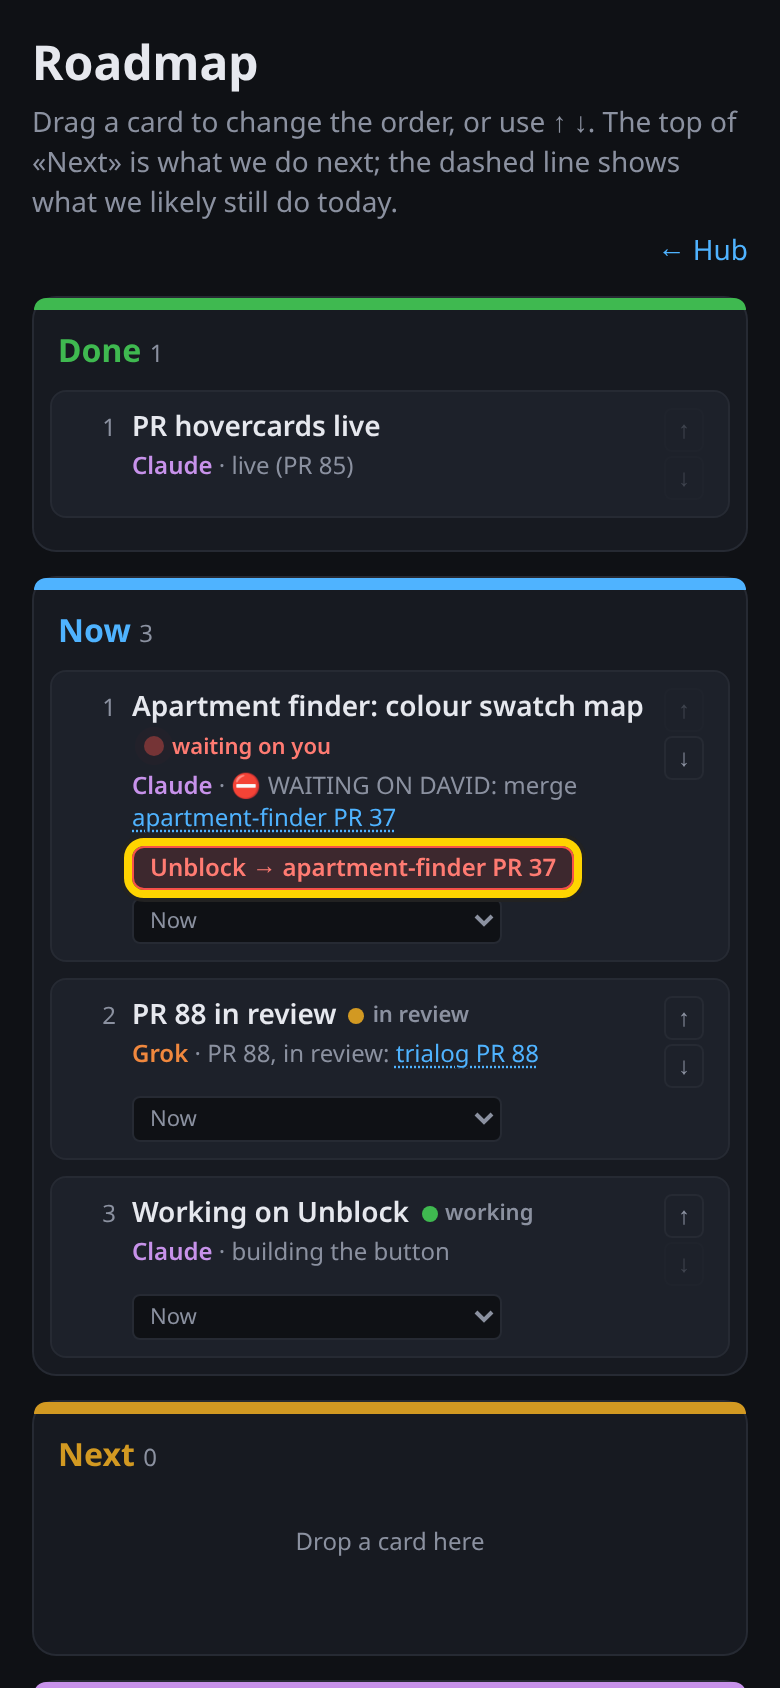 Roadmap
Drag a card to change the order, or use ↑ ↓. The top of
«Next» is what we do next; the dashed line shows
what we likely still do today.
← Hub
Done 1
1 PR hovercards live ↑
Claude · live (PR 85)
↓
Now 3
1 Apartment finder: colour swatch map ↑
waiting on you
↓
Claude · ⛔ WAITING ON DAVID: merge
apartment-finder PR 37
Unblock → apartment-finder PR 37
Now
2 PR 88 in review in review ↑
Grok · PR 88, in review: trialog PR 88
↓
Now
3 Working on Unblock working ↑
Claude · building the button
↓
Now
Next 0
Drop a card here